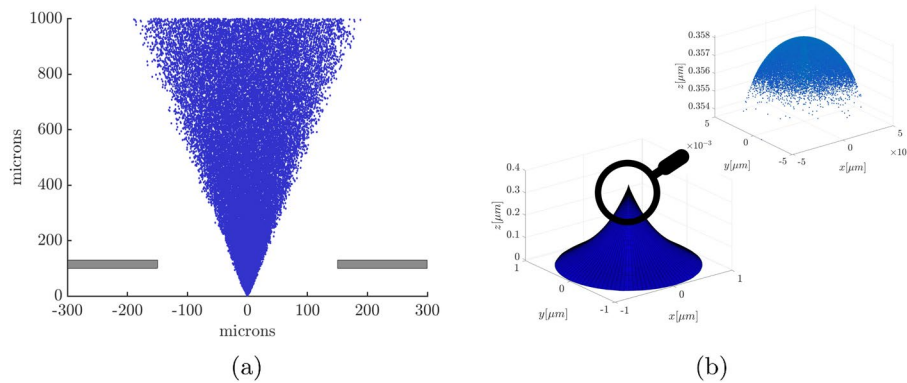 1000
800
600
400
200
0
microns
-300 -200 -100 0 100 200 300
microns
(a)
0.358
0.357
0.356
0.355
0.354
z[μm]
5
0
-5
y[μm]
-5
0
5
x[μm]
×10
×10⁻³
0.4
0.3
0.2
0.1
0
z[μm]
1
0
-1
y[μm]
-1
0
1
x[μm]
(b)